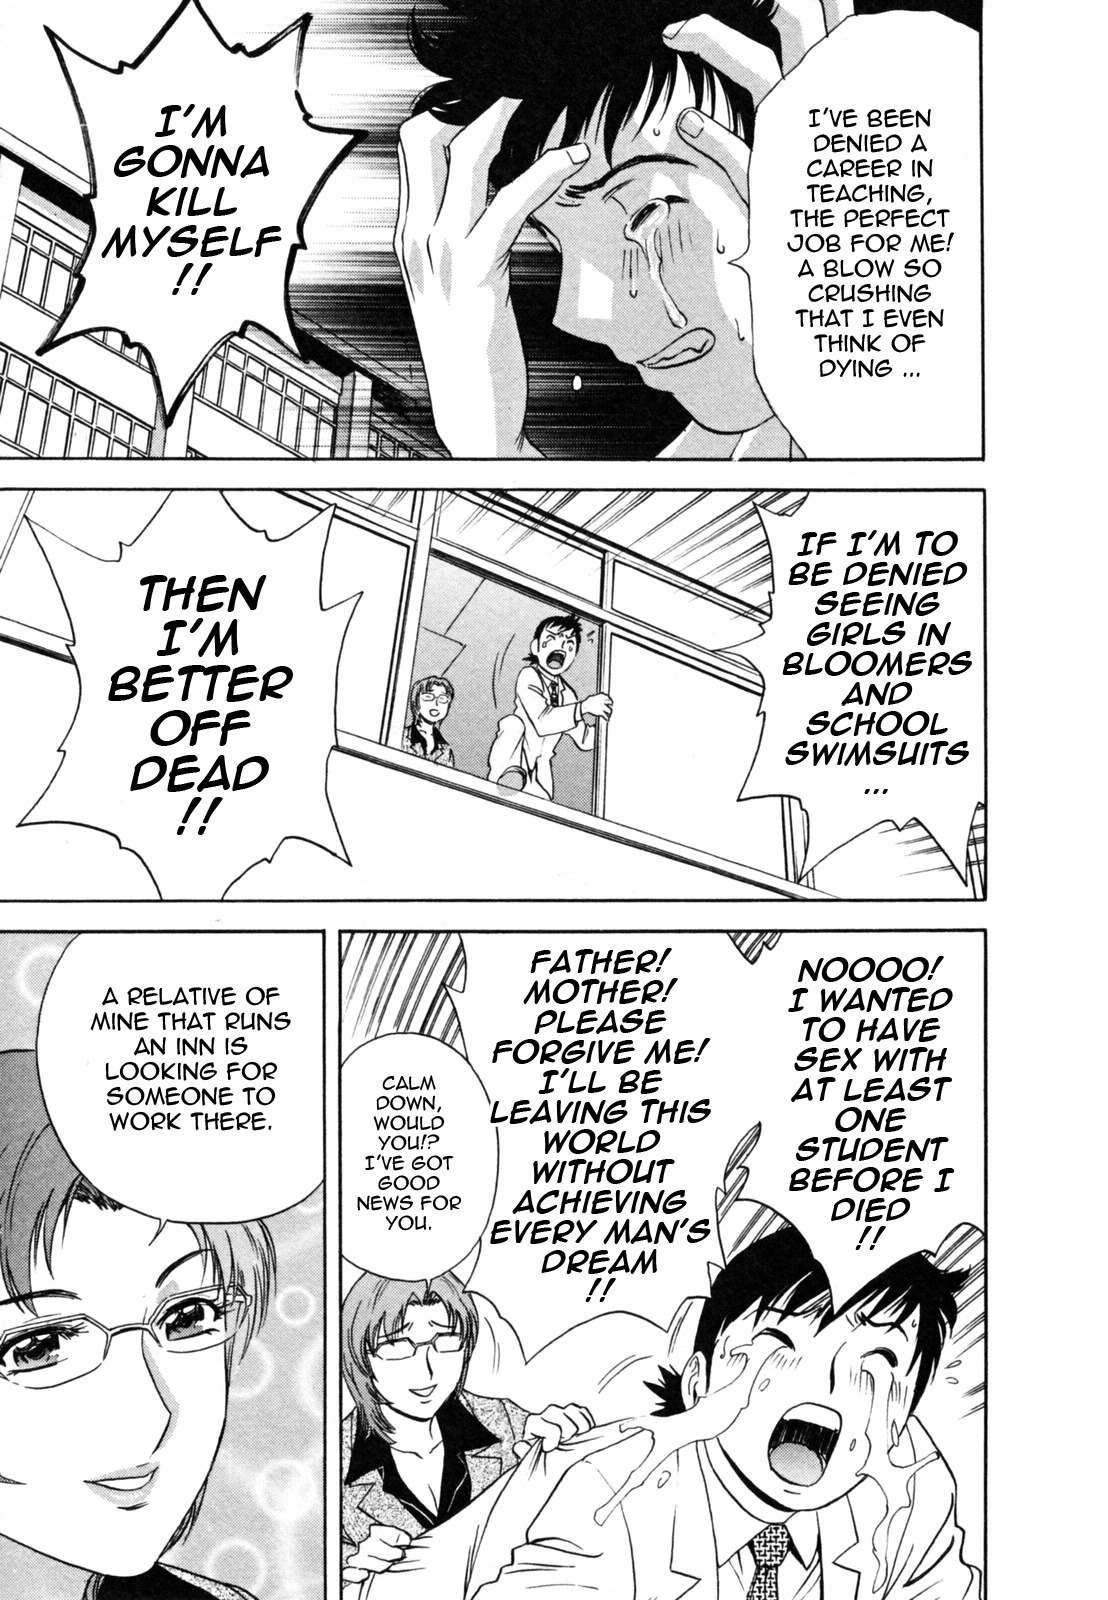 I'VE BEEN
DENIED A
CAREER IN
TEACHING,
THE PERFECT
JOB FOR ME!
A BLOW SO
CRUSHING
THAT I EVEN
THINK OF
DYING ...
I'M
GONNA
KILL
MYSELF
!!
IF I'M TO
BE DENIED
SEEING
GIRLS IN
BLOOMERS
AND
SCHOOL
SWIMSUITS
...
THEN
I'M
BETTER
OFF
DEAD
!!
NOOOO!
I WANTED
TO HAVE
SEX WITH
AT LEAST
ONE
STUDENT
BEFORE I
DIED
!!
FATHER!
MOTHER!
PLEASE
FORGIVE ME!
I'LL BE
LEAVING THIS
WORLD
WITHOUT
ACHIEVING
EVERY MAN'S
DREAM
!!
CALM
DOWN,
WOULD
YOU!?
I'VE GOT
GOOD
NEWS FOR
YOU.
A RELATIVE OF
MINE THAT RUNS
AN INN IS
LOOKING FOR
SOMEONE TO
WORK THERE.